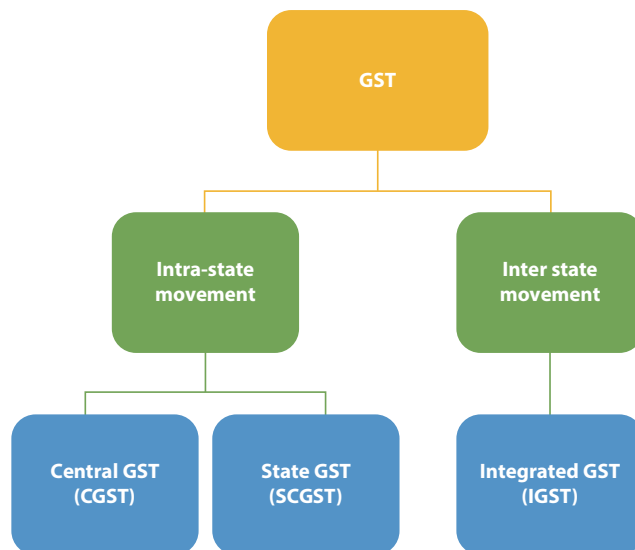 GST
Intra-state
movement
Inter state
movement
Central GST
(CGST)
State GST
(SCGST)
Integrated GST
(IGST)